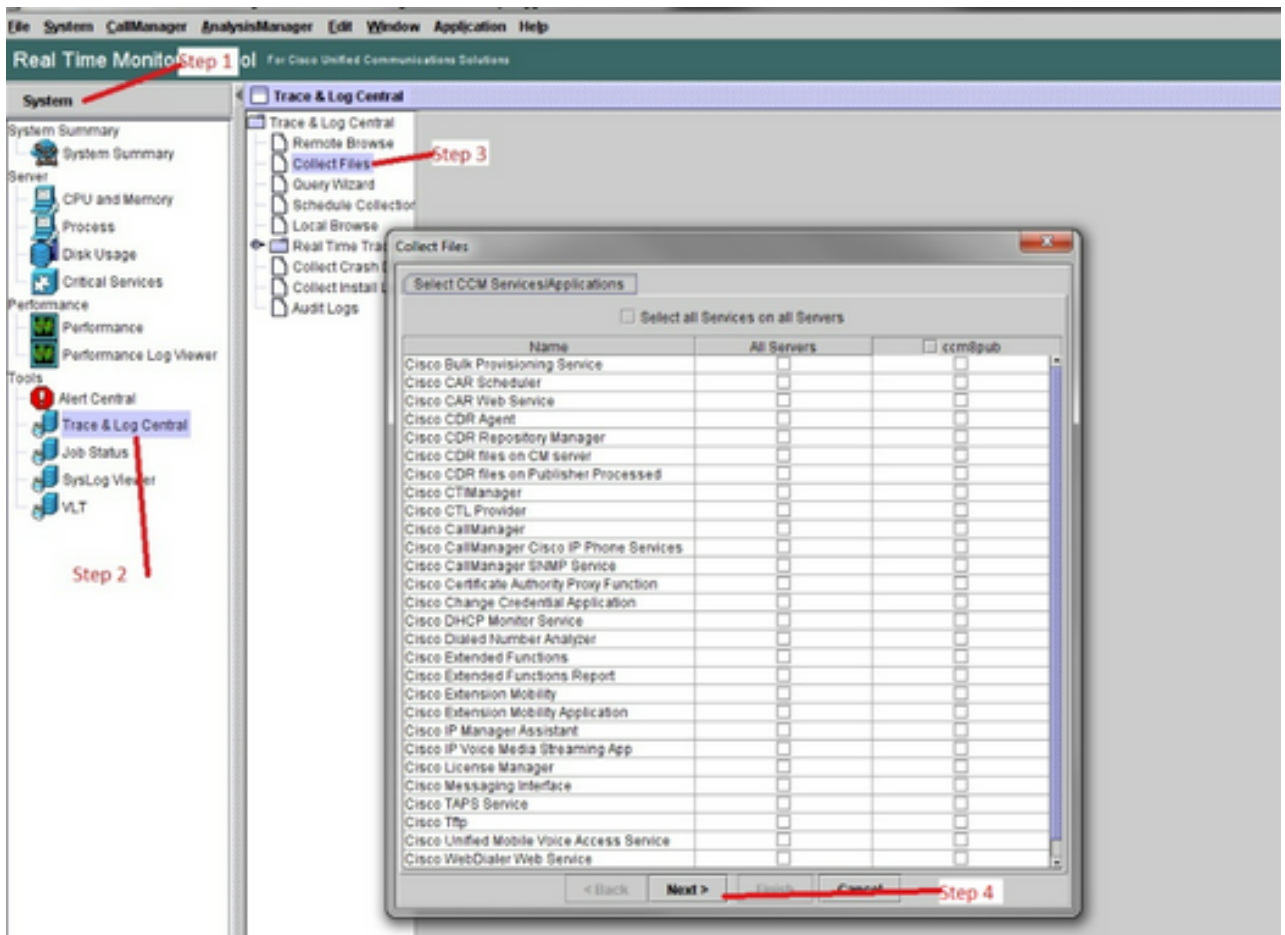 File System CallManager AnalysisManager Edit Window Application Help
Real Time Monito Step 1 ol For Cisco Unified Communications Solutions
System
System Summary
System Summary
Server
CPU and Memory
Process
Disk Usage
Critical Services
Performance
Performance
Performance Log Viewer
Tools
Alert Central
Trace & Log Central
Job Status
SysLog Viewer
VLT
Step 2
Trace & Log Central
Trace & Log Central
Remote Browse
Collect Files
Step 3
Query Wizard
Schedule Collection
Local Browse
Real Time Trac
Collect Crash
Collect Install
Audit Logs
Collect Files
Select CCM Services/Applications
Select all Services on all Servers
Name All Servers ccm8pub
Cisco Bulk Provisioning Service
Cisco CAR Scheduler
Cisco CAR Web Service
Cisco CDR Agent
Cisco CDR Repository Manager
Cisco CDR files on CM server
Cisco CDR files on Publisher Processed
Cisco CTIManager
Cisco CTL Provider
Cisco CallManager
Cisco CallManager Cisco IP Phone Services
Cisco CallManager SNMP Service
Cisco Certificate Authority Proxy Function
Cisco Change Credential Application
Cisco DHCP Monitor Service
Cisco Dialed Number Analyzer
Cisco Extended Functions
Cisco Extended Functions Report
Cisco Extension Mobility
Cisco Extension Mobility Application
Cisco IP Manager Assistant
Cisco IP Voice Media Streaming App
Cisco License Manager
Cisco Messaging Interface
Cisco TAPS Service
Cisco Tftp
Cisco Unified Mobile Voice Access Service
Cisco WebDialer Web Service
< Back Next > Finish Cancel Step 4